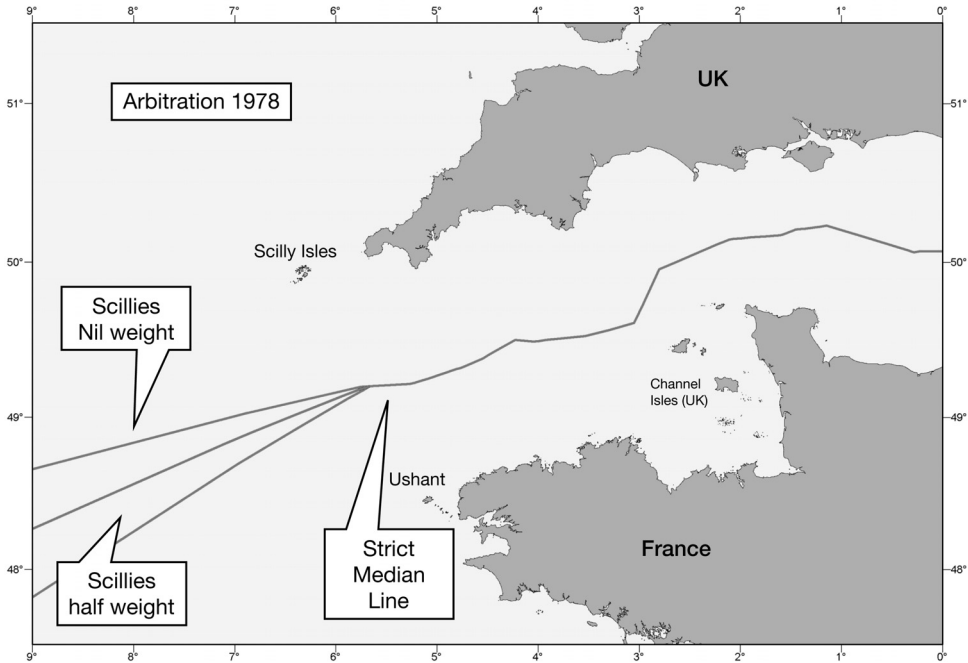 9° 8° 7° 6° 5° 4° 3° 2° 1° 0°
UK
Arbitration 1978
51° 51°
Scilly Isles
50° 50°
Scillies
Nil weight
Channel
Isles (UK)
49° 49°
Ushant
Strict
Median
Line
France
48° 48°
Scillies
half weight
9° 8° 7° 6° 5° 4° 3° 2° 1° 0°